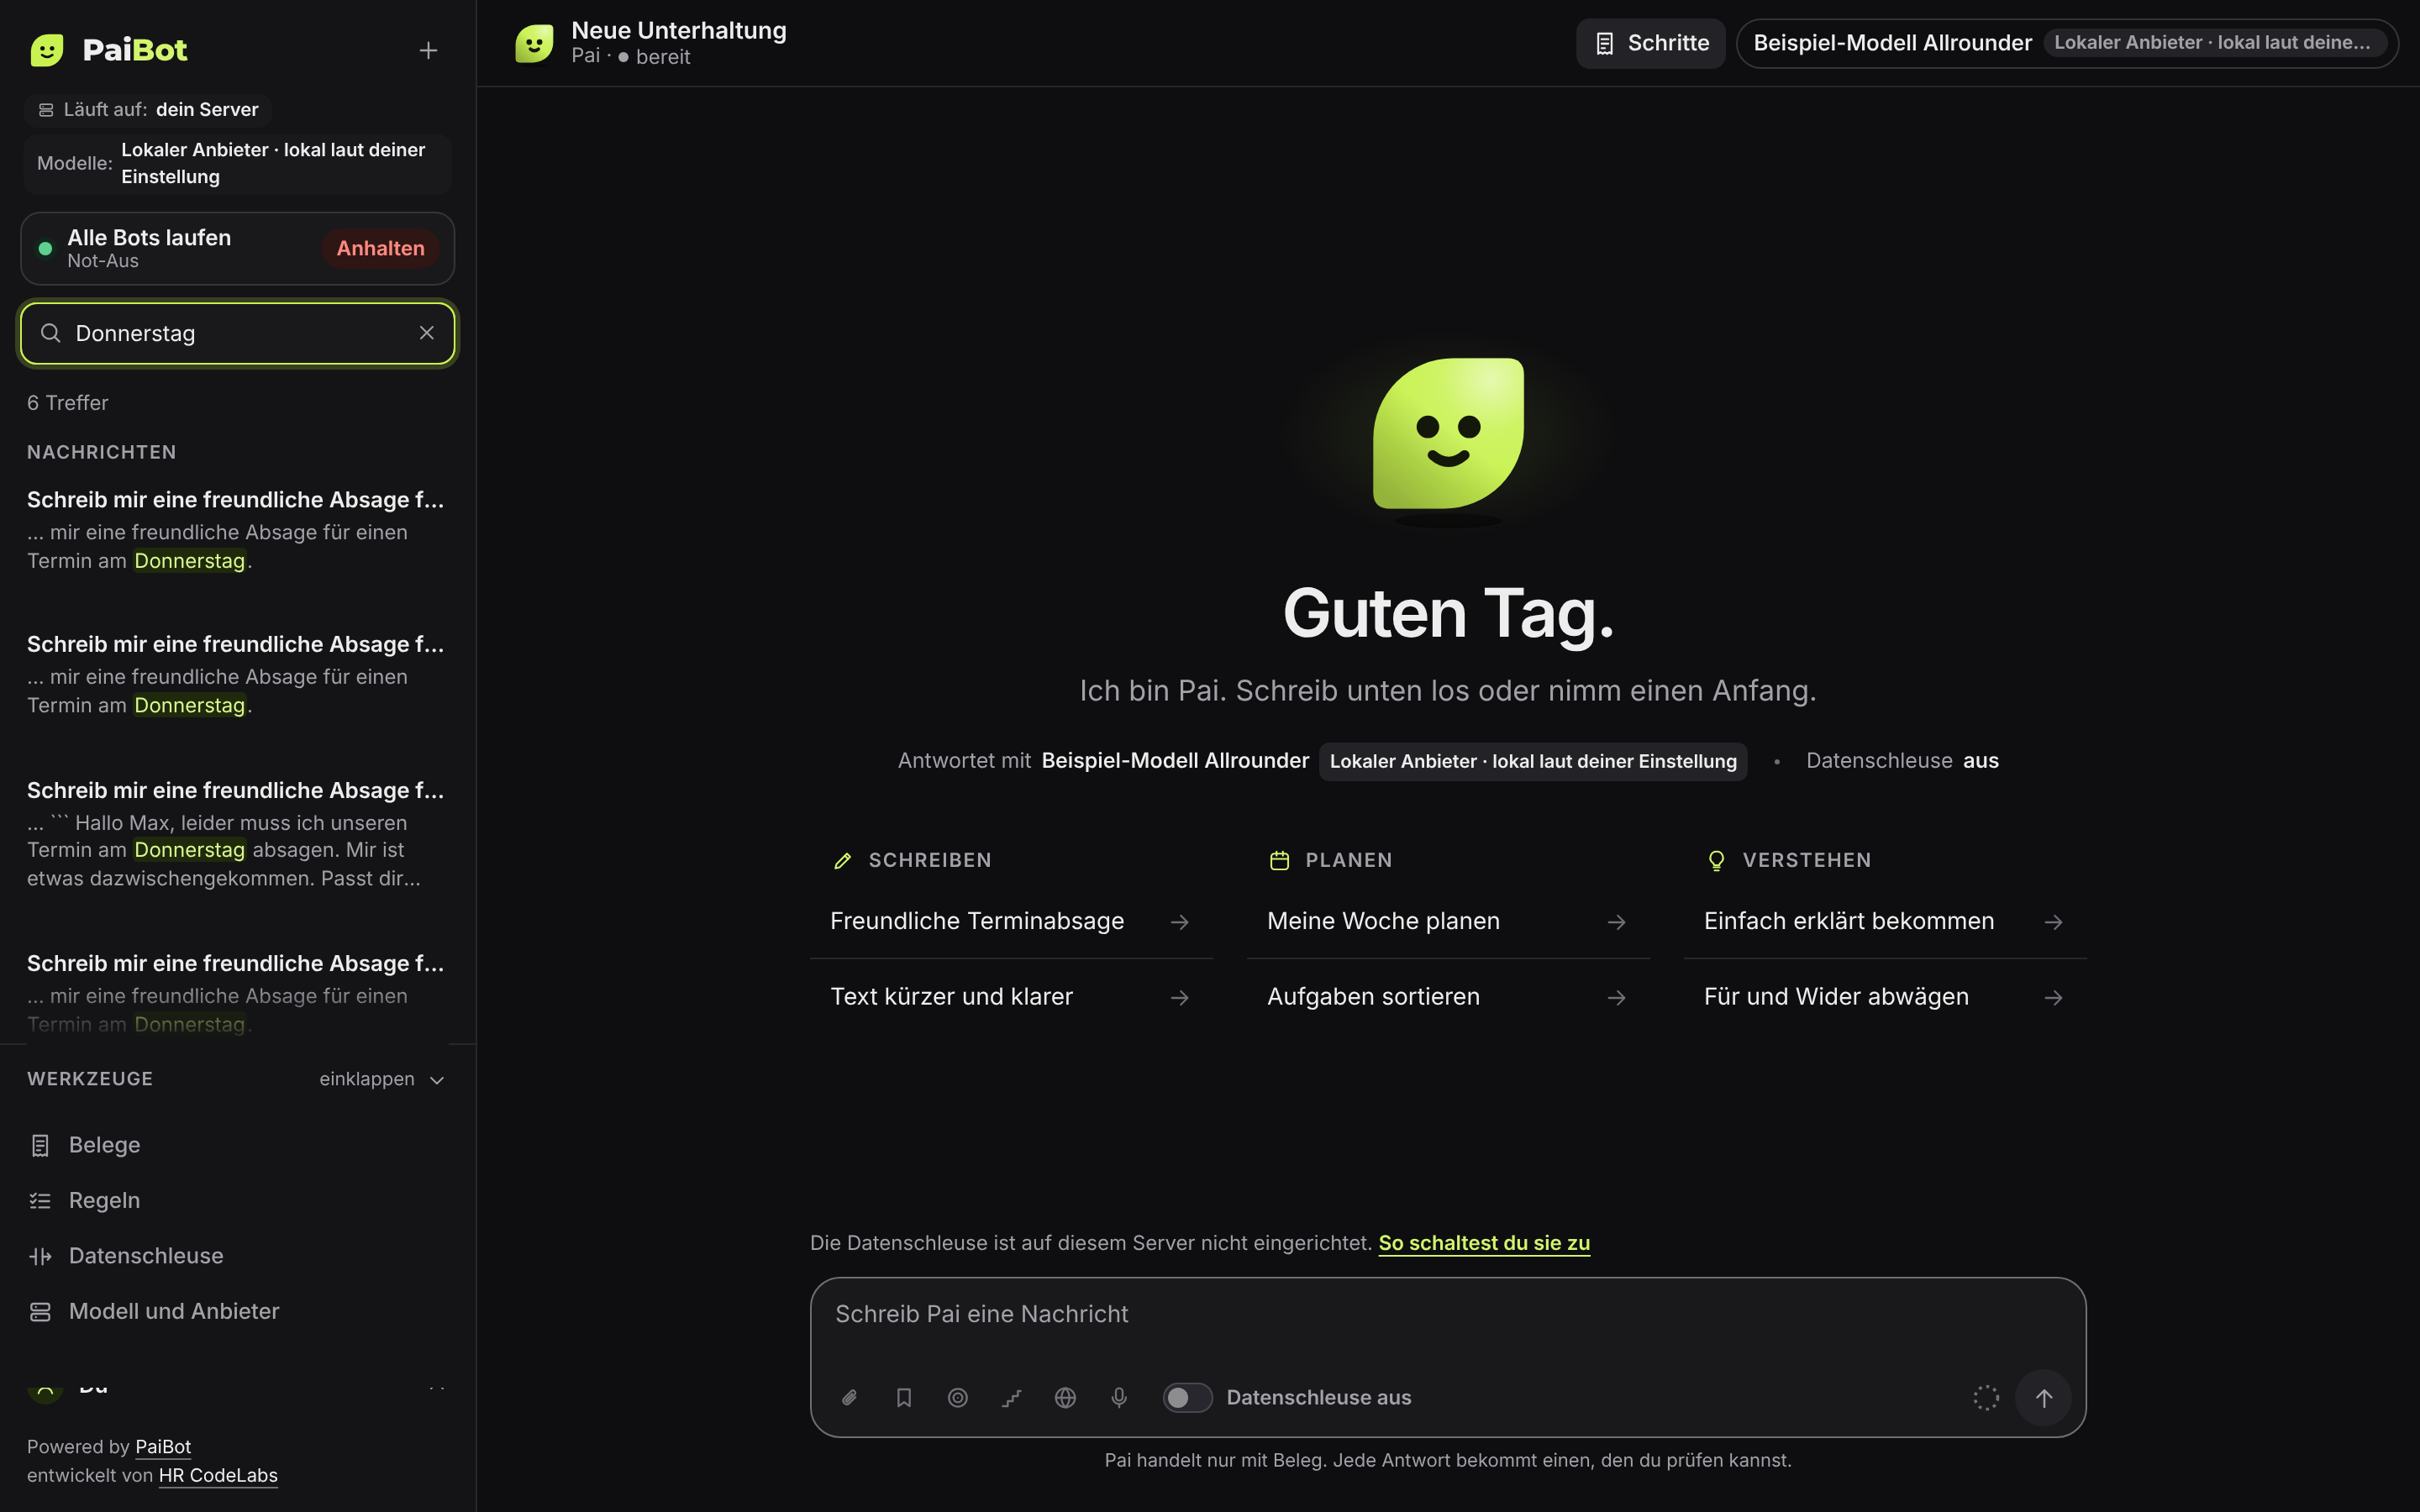 PaiBot
Läuft auf: dein Server
Modelle: Lokaler Anbieter · lokal laut deiner
Einstellung
Alle Bots laufen
Not-Aus
Anhalten
Donnerstag
6 Treffer
NACHRICHTEN
Schreib mir eine freundliche Absage f…
… mir eine freundliche Absage für einen
Termin am Donnerstag.
Schreib mir eine freundliche Absage f…
… mir eine freundliche Absage für einen
Termin am Donnerstag.
Schreib mir eine freundliche Absage f…
… ``` Hallo Max, leider muss ich unseren
Termin am Donnerstag absagen. Mir ist
etwas dazwischengekommen. Passt dir…
Schreib mir eine freundliche Absage f…
… mir eine freundliche Absage für einen
Termin am Donnerstag.
WERKZEUGE
einklappen
Belege
Regeln
Datenschleuse
Modell und Anbieter
Powered by PaiBot
entwickelt von HR CodeLabs
Neue Unterhaltung
Pai · bereit
Schritte
Beispiel-Modell Allrounder Lokaler Anbieter · lokal laut deine…
Guten Tag.
Ich bin Pai. Schreib unten los oder nimm einen Anfang.
Antwortet mit Beispiel-Modell Allrounder Lokaler Anbieter · lokal laut deiner Einstellung • Datenschleuse aus
SCHREIBEN
Freundliche Terminabsage
Text kürzer und klarer
PLANEN
Meine Woche planen
Aufgaben sortieren
VERSTEHEN
Einfach erklärt bekommen
Für und Wider abwägen
Die Datenschleuse ist auf diesem Server nicht eingerichtet. So schaltest du sie zu
Schreib Pai eine Nachricht
Datenschleuse aus
Pai handelt nur mit Beleg. Jede Antwort bekommt einen, den du prüfen kannst.